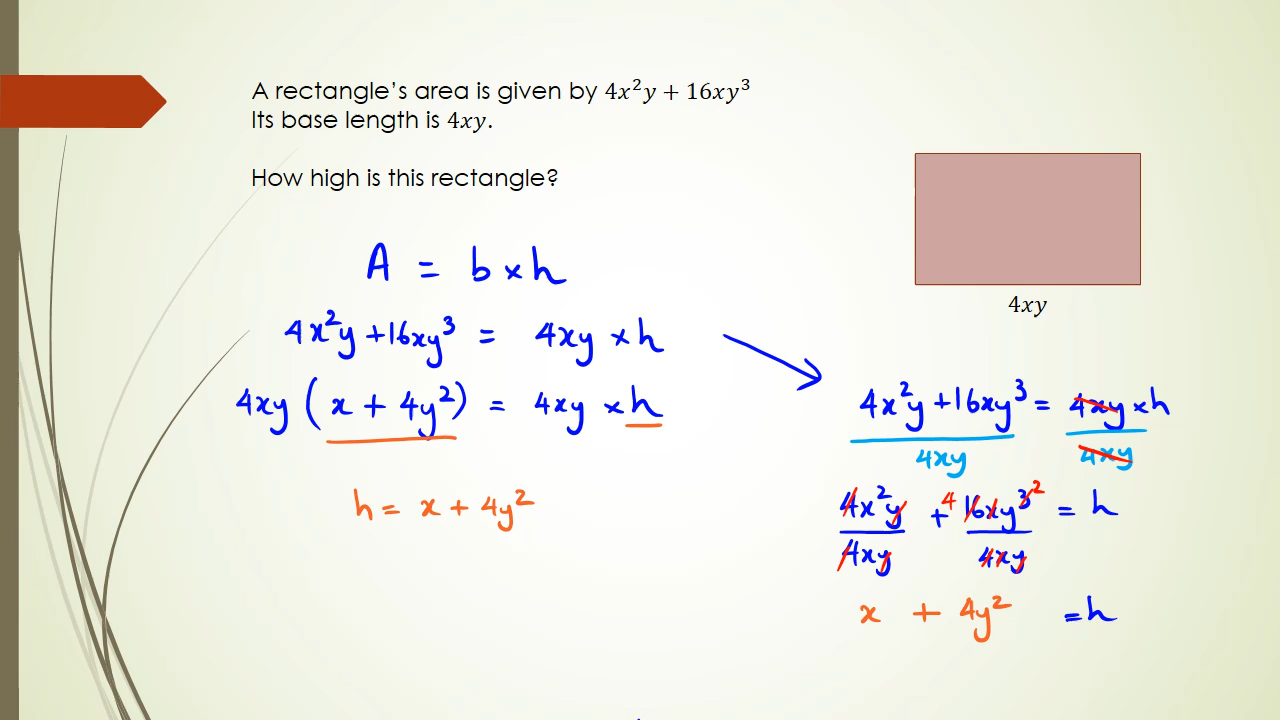 A rectangle's area is given by 4x²y + 16xy³
Its base length is 4xy.
How high is this rectangle?
4xy
A = b × h
4x²y + 16xy³ = 4xy × h
4xy ( x + 4y² ) = 4xy × h
h = x + 4y²
4x²y + 16xy³ = 4xy × h
4xy 4xy
4x²y + 4 16xy³ 2 = h
4xy 4xy
x + 4y² = h